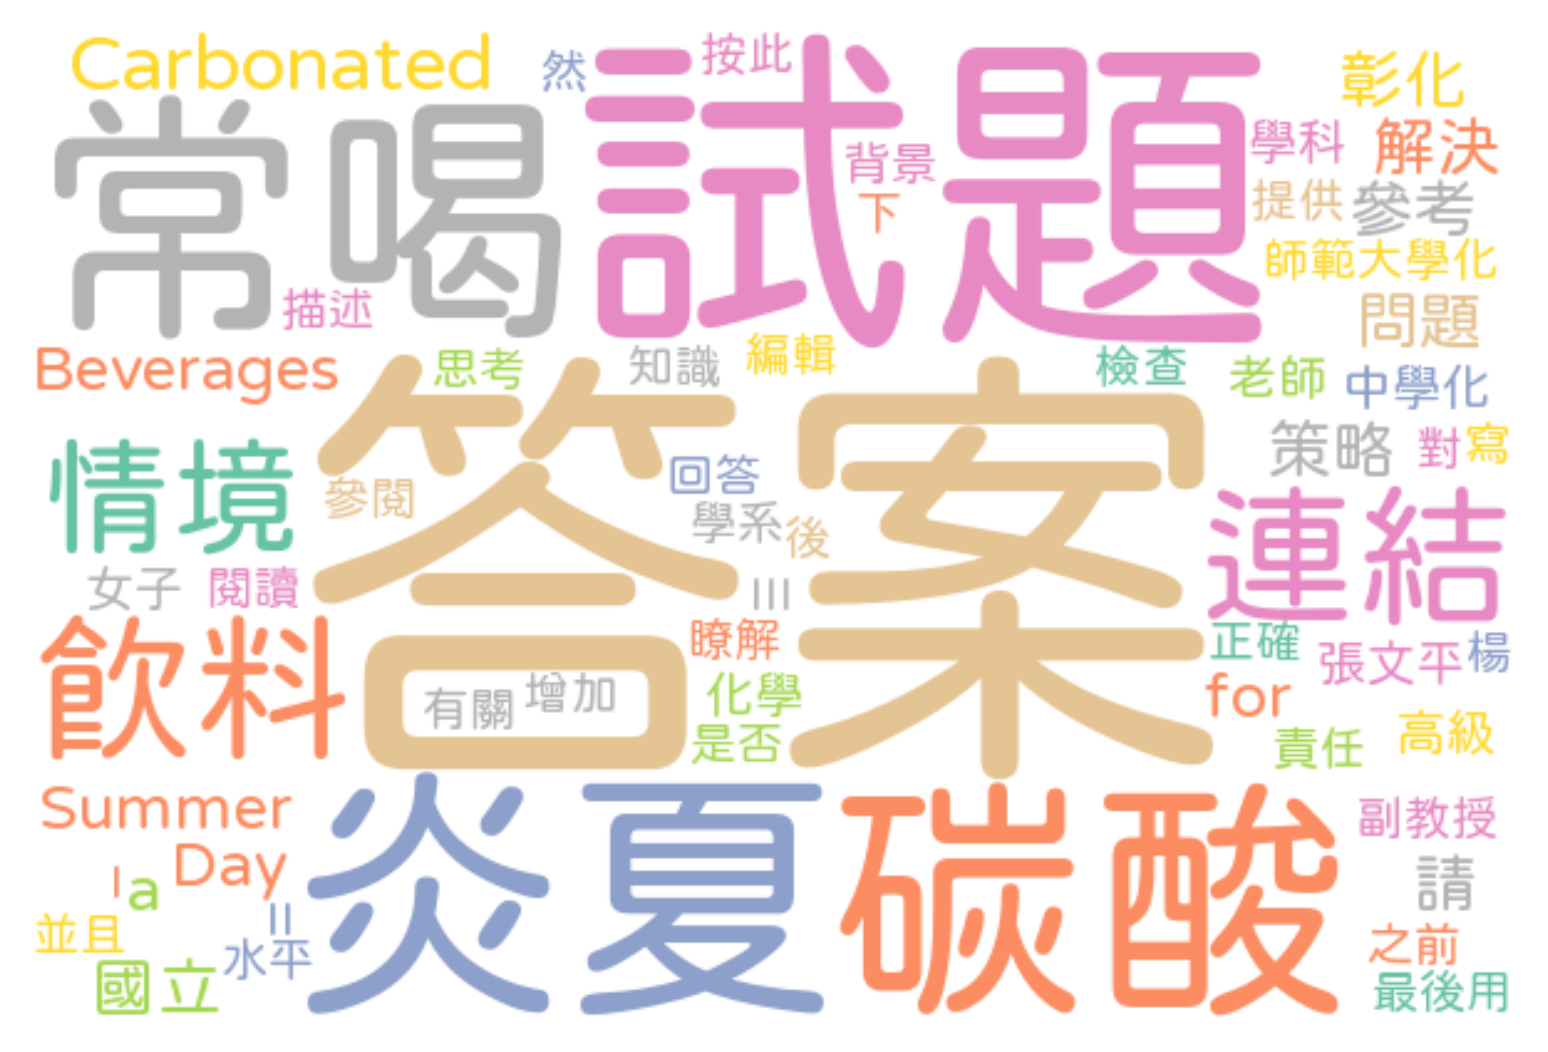 Carbonated
然
按此
彰化
常喝
試題
背景
下
學科
解決
提供
參考
師範大學化
描述
問題
Beverages
思考
知識
編輯
檢查
老師
中學化
答案
情境
參閱
回答
學系
後
策略
對
寫
連結
女子
閱讀
III
瞭解
正確
張文平
楊
飲料
有關
增加
化學
是否
for
責任
高級
Summer
Day
I
a
II
並且
水平
國立
炎夏
碳酸
副教授
請
之前
最後用